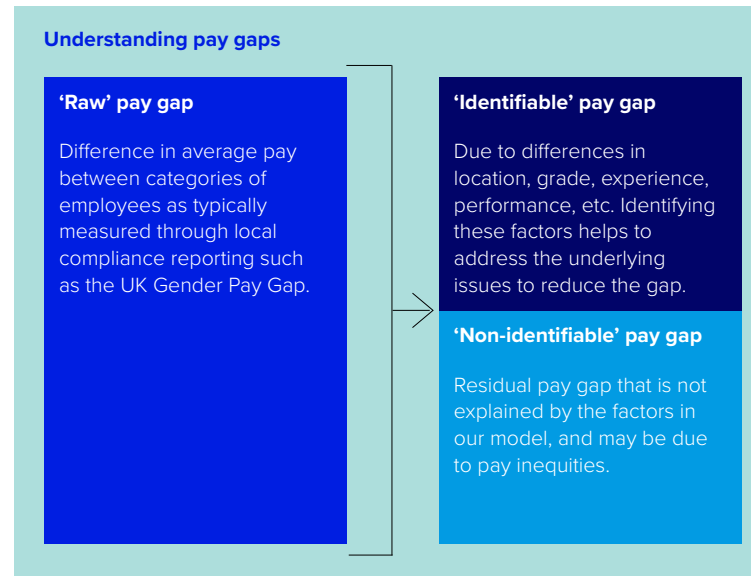 Understanding pay gaps
‘Raw’ pay gap
Difference in average pay
between categories of
employees as typically
measured through local
compliance reporting such
as the UK Gender Pay Gap.
‘Identifiable’ pay gap
Due to differences in
location, grade, experience,
performance, etc. Identifying
these factors helps to
address the underlying
issues to reduce the gap.
‘Non-identifiable’ pay gap
Residual pay gap that is not
explained by the factors in
our model, and may be due
to pay inequities.